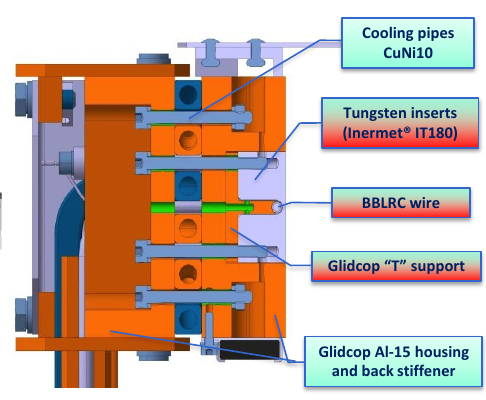 Cooling pipes
CuNi10
Tungsten inserts
(Inermet® IT180)
BBLRC wire
Glidcop “T” support
Glidcop Al-15 housing
and back stiffener